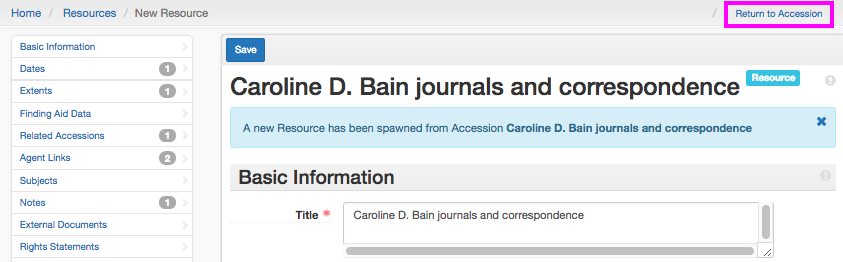 Home / Resources / New Resource / Return to Accession
Basic Information
Dates 1
Extents 1
Finding Aid Data
Related Accessions 1
Agent Links 2
Subjects
Notes 1
External Documents
Rights Statements
Save
Caroline D. Bain journals and correspondence Resource ?
A new Resource has been spawned from Accession Caroline D. Bain journals and correspondence ×
Basic Information ?
Title * Caroline D. Bain journals and correspondence